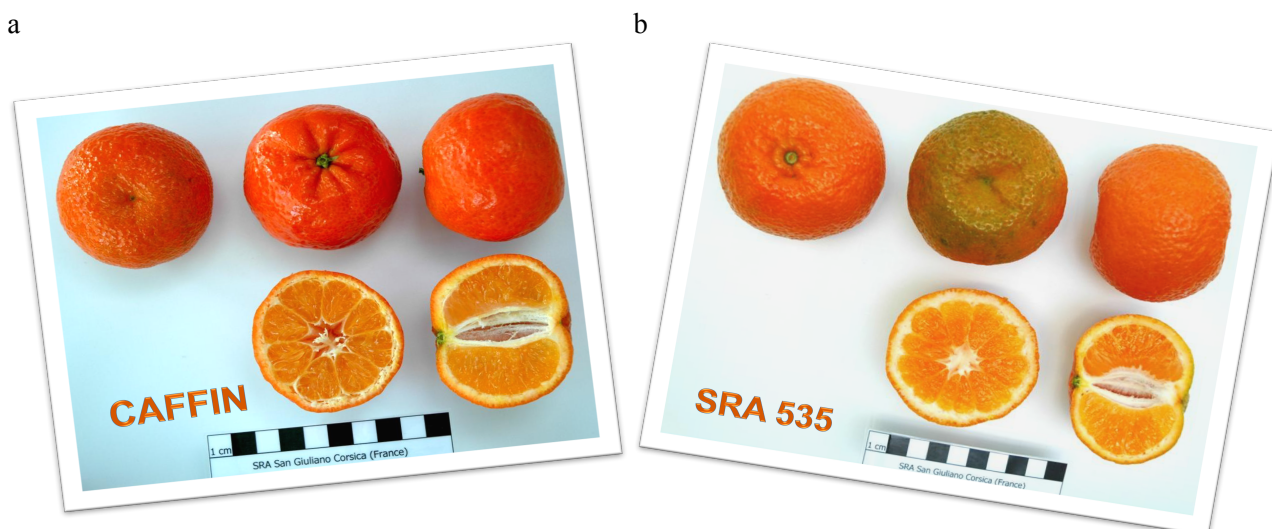 a
b
CAFFIN
1 cm
SRA San Giuliano Corsica (France)
SRA 535
1 cm
SRA San Giuliano Corsica (France)